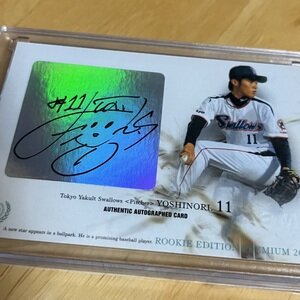 #11
Swallows
11
Tokyo Yakult Swallows <Pitcher> YOSHINORI 11
AUTHENTIC AUTOGRAPHED CARD
A new star appears in a ballpark. He is a promising baseball player.
ROOKIE EDITION PREMIUM 20